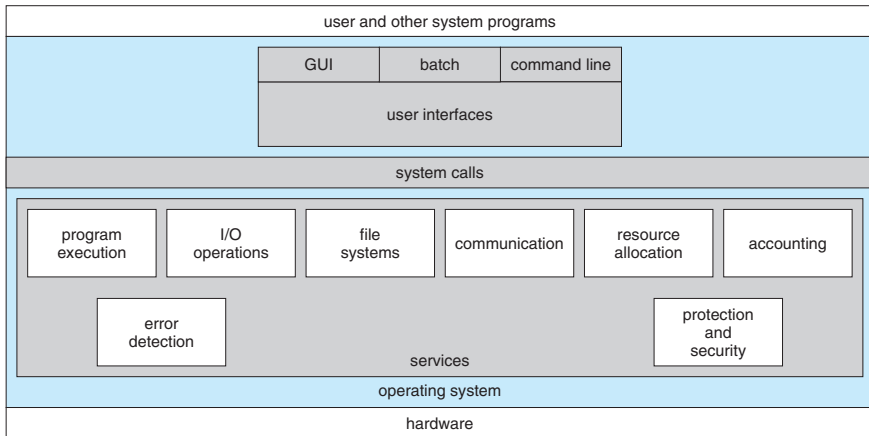 user and other system programs
GUI
batch
command line
user interfaces
system calls
program
execution
I/O
operations
file
systems
communication
resource
allocation
accounting
error
detection
protection
and
security
services
operating system
hardware